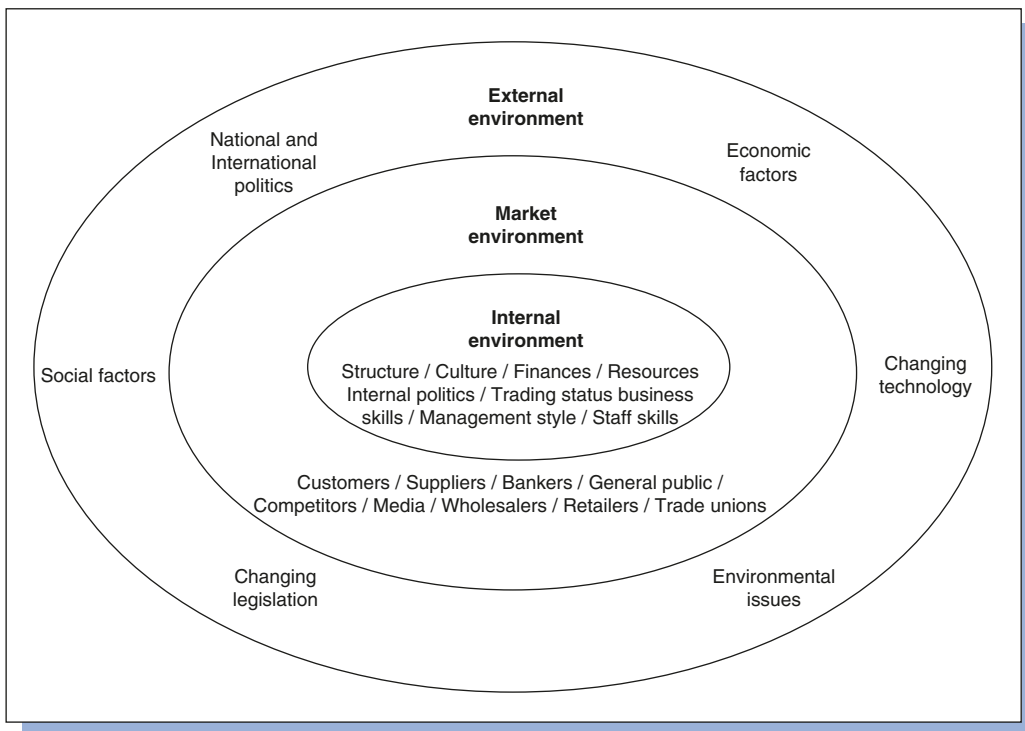 External
environment
National and
International
politics
Economic
factors
Market
environment
Internal
environment
Structure / Culture / Finances / Resources
Internal politics / Trading status business
skills / Management style / Staff skills
Social factors
Changing
technology
Customers / Suppliers / Bankers / General public /
Competitors / Media / Wholesalers / Retailers / Trade unions
Changing
legislation
Environmental
issues